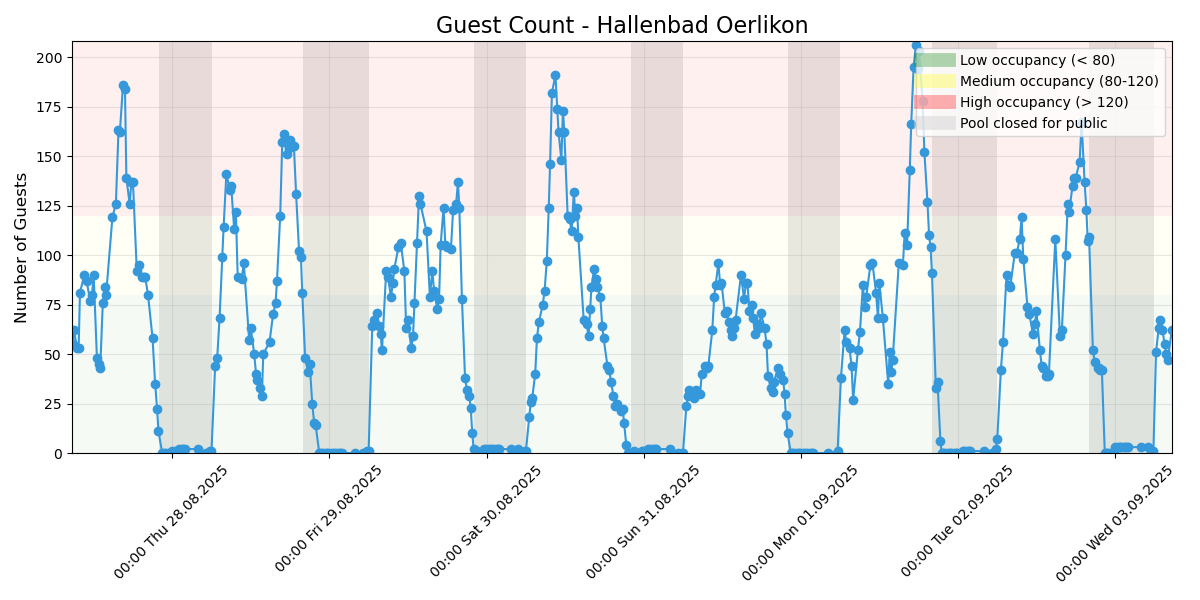 Guest Count - Hallenbad Oerlikon
Number of Guests
200
175
150
125
100
75
50
25
0
Low occupancy (< 80)
Medium occupancy (80-120)
High occupancy (> 120)
Pool closed for public
00:00 Thu 28.08.2025
00:00 Fri 29.08.2025
00:00 Sat 30.08.2025
00:00 Sun 31.08.2025
00:00 Mon 01.09.2025
00:00 Tue 02.09.2025
00:00 Wed 03.09.2025